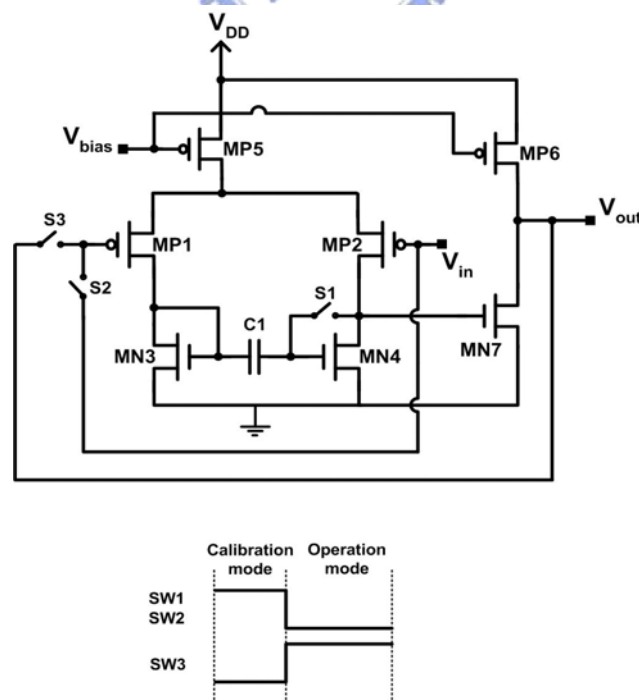 VDD
Vbias
MP5
MP6
Vout
S3
MP1
MP2
Vin
S2
S1
C1
MN3
MN4
MN7
Calibration mode
Operation mode
SW1
SW2
SW3